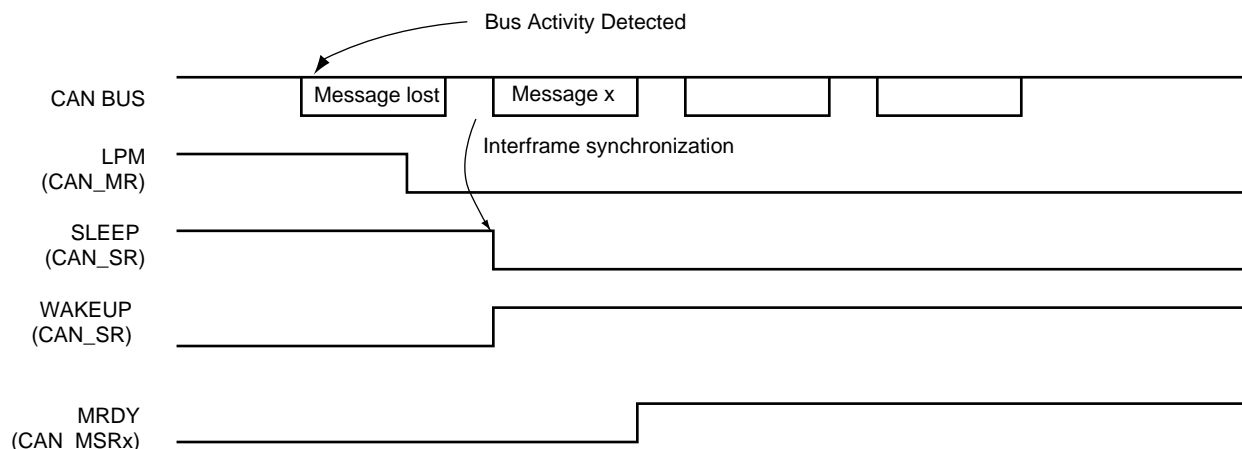 Bus Activity Detected
CAN BUS
Message lost
Message x
Interframe synchronization
LPM
(CAN_MR)
SLEEP
(CAN_SR)
WAKEUP
(CAN_SR)
MRDY
(CAN_MSRx)